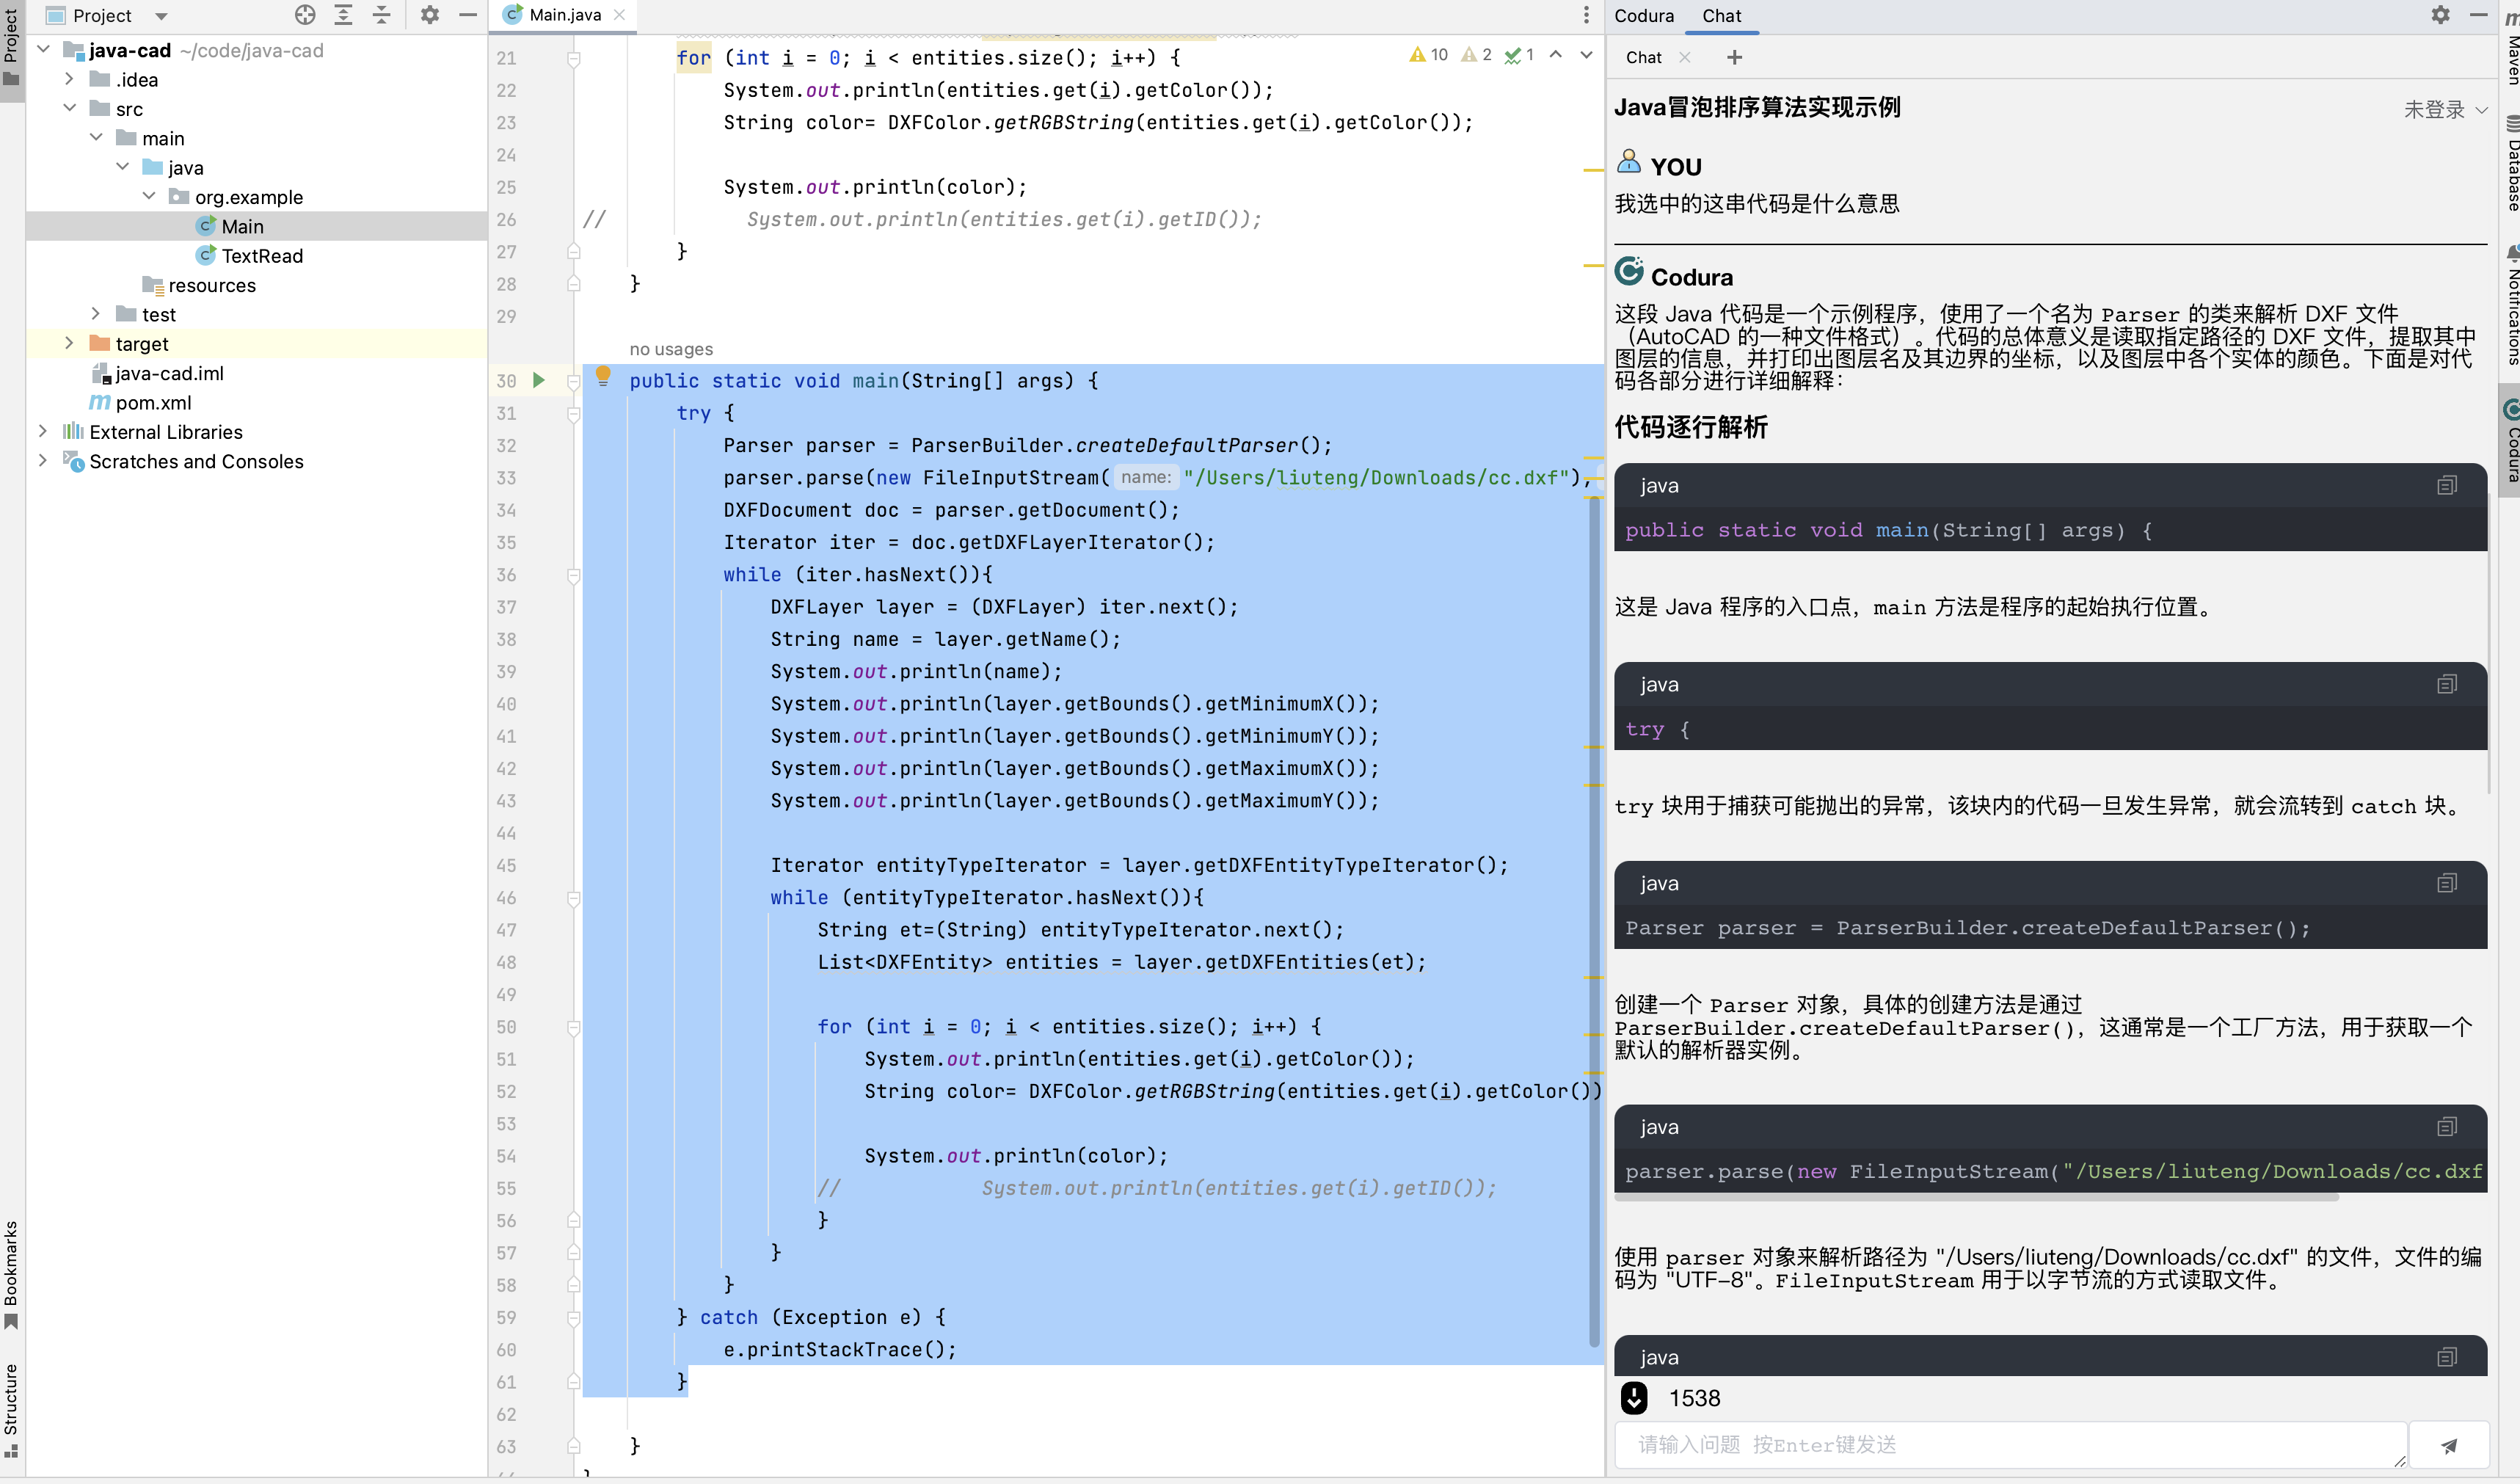 Project
java-cad ~/code/java-cad
.idea
src
main
java
org.example
Main
TextRead
resources
test
target
java-cad.iml
pom.xml
External Libraries
Scratches and Consoles
Project
Bookmarks
Structure
Main.java
10 2 1
21 for (int i = 0; i < entities.size(); i++) {
22 System.out.println(entities.get(i).getColor());
23 String color= DXFColor.getRGBString(entities.get(i).getColor());
24
25 System.out.println(color);
26 // System.out.println(entities.get(i).getID());
27 }
28 }
29
no usages
30 public static void main(String[] args) {
31 try {
32 Parser parser = ParserBuilder.createDefaultParser();
33 parser.parse(new FileInputStream( name: "/Users/liuteng/Downloads/cc.dxf"),
34 DXFDocument doc = parser.getDocument();
35 Iterator iter = doc.getDXFLayerIterator();
36 while (iter.hasNext()){
37 DXFLayer layer = (DXFLayer) iter.next();
38 String name = layer.getName();
39 System.out.println(name);
40 System.out.println(layer.getBounds().getMinimumX());
41 System.out.println(layer.getBounds().getMinimumY());
42 System.out.println(layer.getBounds().getMaximumX());
43 System.out.println(layer.getBounds().getMaximumY());
44
45 Iterator entityTypeIterator = layer.getDXFEntityTypeIterator();
46 while (entityTypeIterator.hasNext()){
47 String et=(String) entityTypeIterator.next();
48 List<DXFEntity> entities = layer.getDXFEntities(et);
49
50 for (int i = 0; i < entities.size(); i++) {
51 System.out.println(entities.get(i).getColor());
52 String color= DXFColor.getRGBString(entities.get(i).getColor())
53
54 System.out.println(color);
55 // System.out.println(entities.get(i).getID());
56 }
57 }
58 }
59 } catch (Exception e) {
60 e.printStackTrace();
61 }
62
63 }
Codura Chat
Chat
Java冒泡排序算法实现示例
未登录
YOU
我选中的这串代码是什么意思
Codura
这段 Java 代码是一个示例程序，使用了一个名为 Parser 的类来解析 DXF 文件
（AutoCAD 的一种文件格式）。代码的总体意义是读取指定路径的 DXF 文件，提取其中
图层的信息，并打印出图层名及其边界的坐标，以及图层中各个实体的颜色。下面是对代
码各部分进行详细解释：
代码逐行解析
java
public static void main(String[] args) {
这是 Java 程序的入口点，main 方法是程序的起始执行位置。
java
try {
try 块用于捕获可能抛出的异常，该块内的代码一旦发生异常，就会流转到 catch 块。
java
Parser parser = ParserBuilder.createDefaultParser();
创建一个 Parser 对象，具体的创建方法是通过
ParserBuilder.createDefaultParser()，这通常是一个工厂方法，用于获取一个
默认的解析器实例。
java
parser.parse(new FileInputStream("/Users/liuteng/Downloads/cc.dxf
使用 parser 对象来解析路径为 "/Users/liuteng/Downloads/cc.dxf" 的文件，文件的编
码为 "UTF-8"。FileInputStream 用于以字节流的方式读取文件。
java
1538
请输入问题 按Enter键发送
Maven
Database
Notifications
Codura